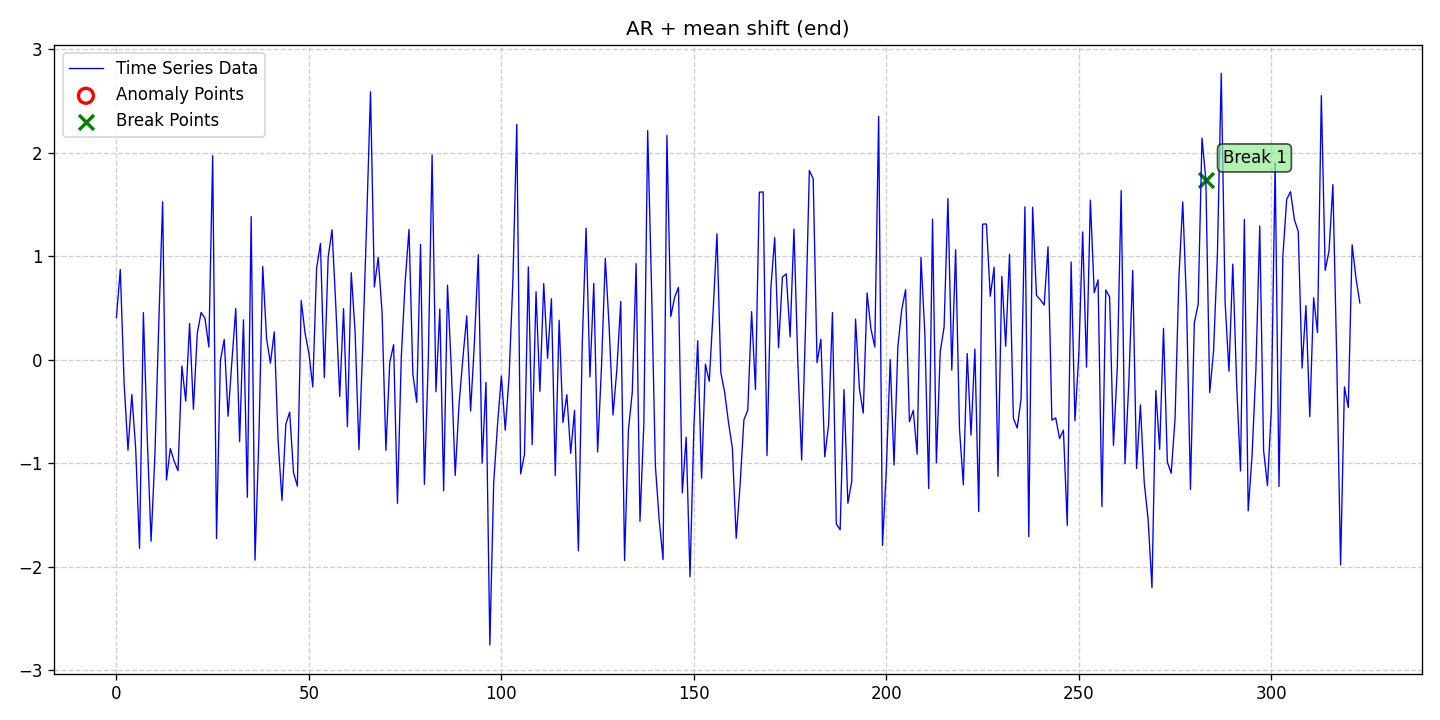 AR + mean shift (end)
Time Series Data
Anomaly Points
Break Points
Break 1
3
2
1
0
−1
−2
−3
0 50 100 150 200 250 300